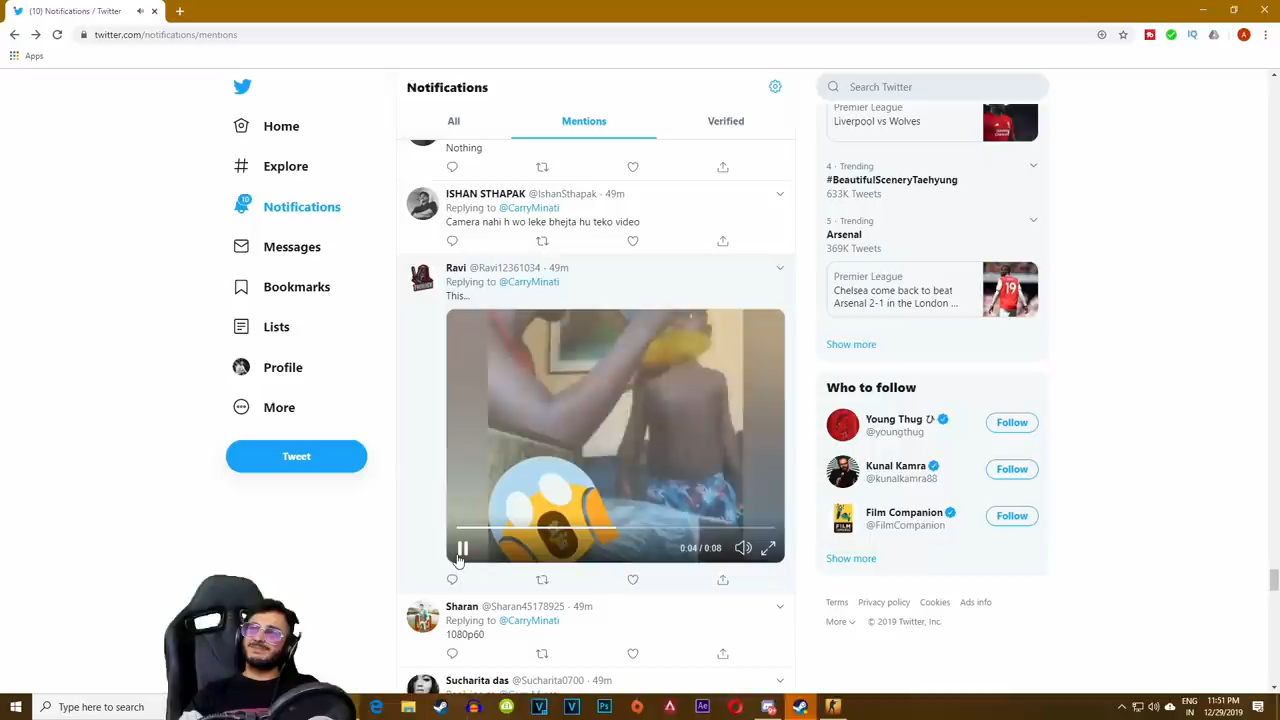 (10) Notifications / Twitter
twitter.com/notifications/mentions
Apps
Home
Explore
10
Notifications
Messages
Bookmarks
Lists
Profile
More
Tweet
Notifications
All
Mentions
Verified
Nothing
ISHAN STHAPAK @IshanSthapak · 49m
Replying to @CarryMinati
Camera nahi h wo leke bhejta hu teko video
Ravi @Ravi12361034 · 49m
Replying to @CarryMinati
This...
0:04 / 0:08
Sharan @Sharan45178925 · 49m
Replying to @CarryMinati
1080p60
Sucharita das @Sucharita0700 · 49m
Search Twitter
Premier League
Liverpool vs Wolves
4 · Trending
#BeautifulSceneryTaehyung
633K Tweets
5 · Trending
Arsenal
369K Tweets
Premier League
Chelsea come back to beat
Arsenal 2-1 in the London ...
19
Show more
Who to follow
Young Thug ひ
@youngthug
Follow
Kunal Kamra
@kunalkamra88
Follow
Film Companion
@FilmCompanion
Follow
Show more
Terms Privacy policy Cookies Ads info
More © 2019 Twitter, Inc.
Type here to search
ENG
IN
11:51 PM
12/29/2019